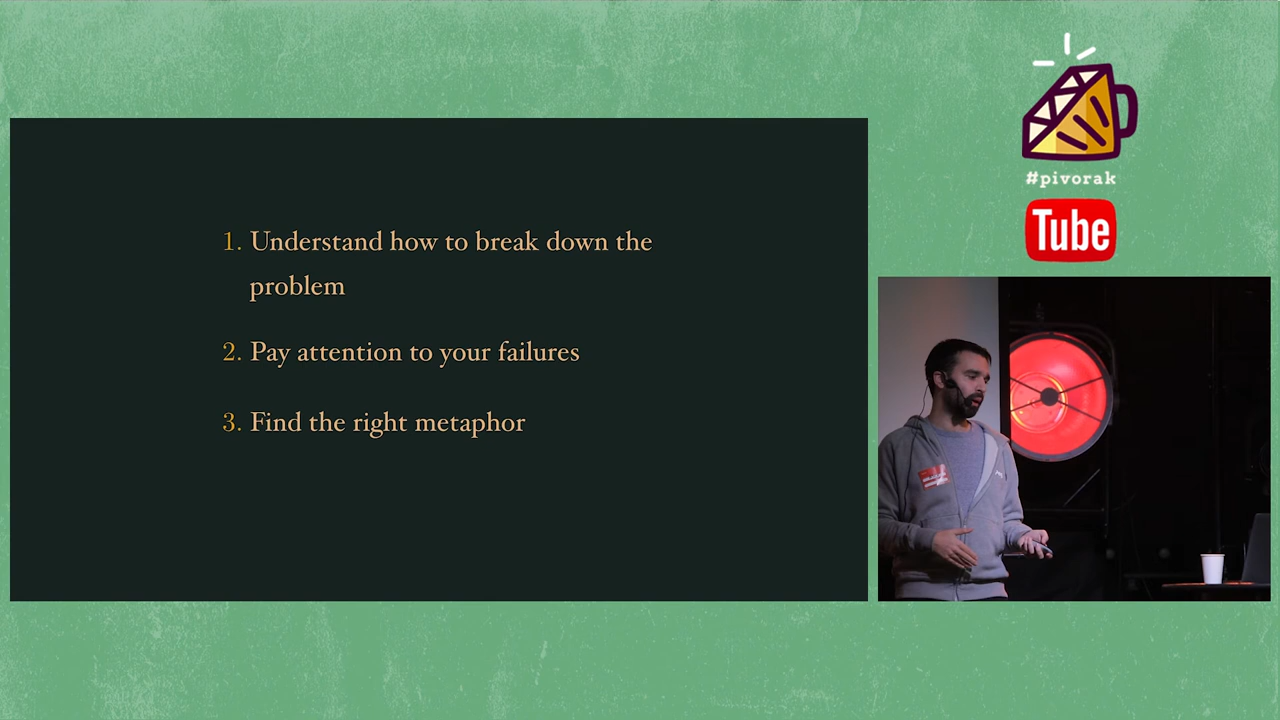 1. Understand how to break down the
problem
2. Pay attention to your failures
3. Find the right metaphor
#pivorak
Tube